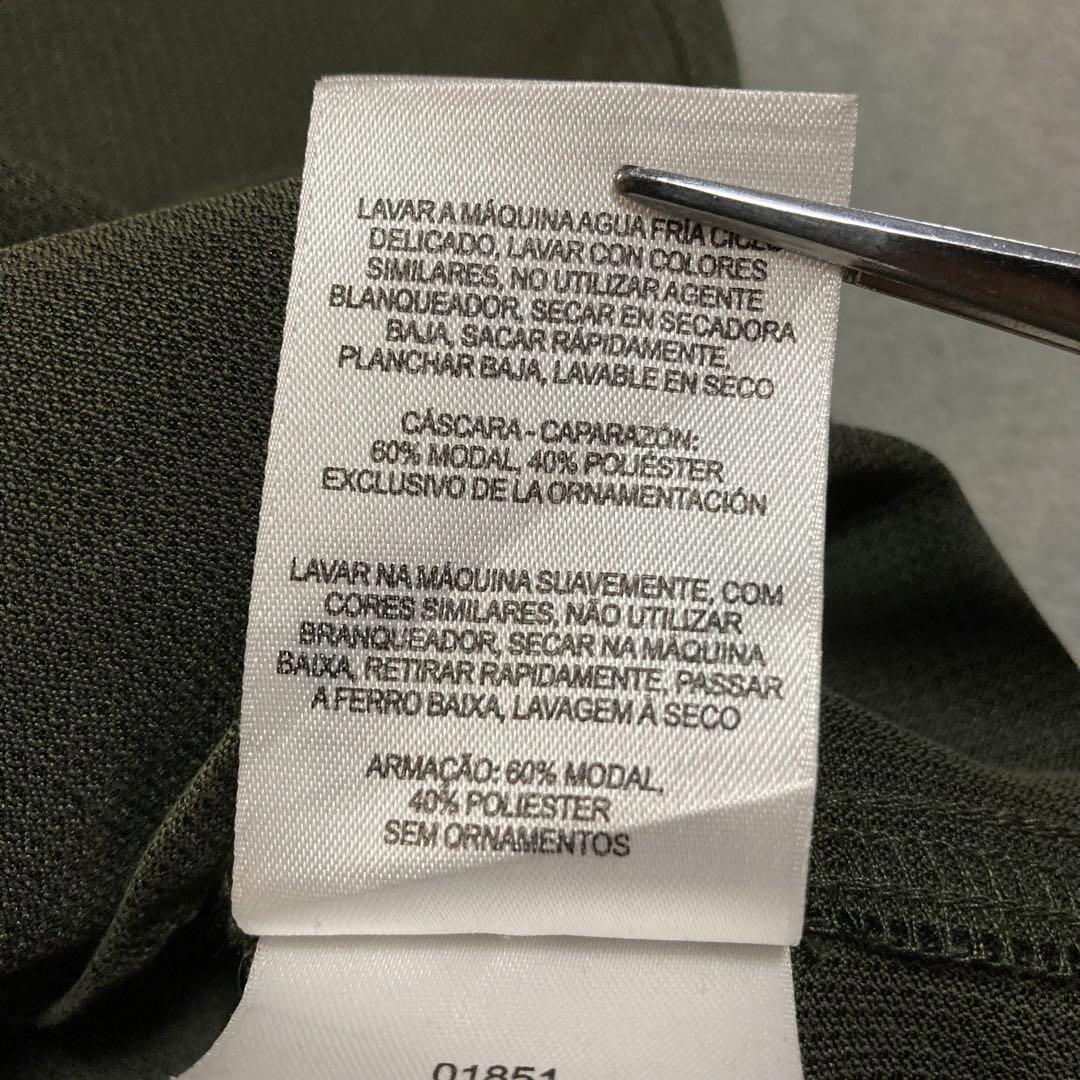 LAVAR A MÁQUINA AGUA FRÍA CICLO
DELICADO, LAVAR CON COLORES
SIMILARES, NO UTILIZAR AGENTE
BLANQUEADOR, SECAR EN SECADORA
BAJA, SACAR RÁPIDAMENTE,
PLANCHAR BAJA, LAVABLE EN SECO
CÁSCARA - CAPARAZÓN:
60% MODAL, 40% POLIÉSTER
EXCLUSIVO DE LA ORNAMENTACIÓN
LAVAR NA MÁQUINA SUAVEMENTE, COM
CORES SIMILARES, NÃO UTILIZAR
BRANQUEADOR, SECAR NA MAQUINA
BAIXA, RETIRAR RAPIDAMENTE, PASSAR
A FERRO BAIXA, LAVAGEM À SECO
ARMAÇÃO: 60% MODAL,
40% POLIESTER
SEM ORNAMENTOS
01851